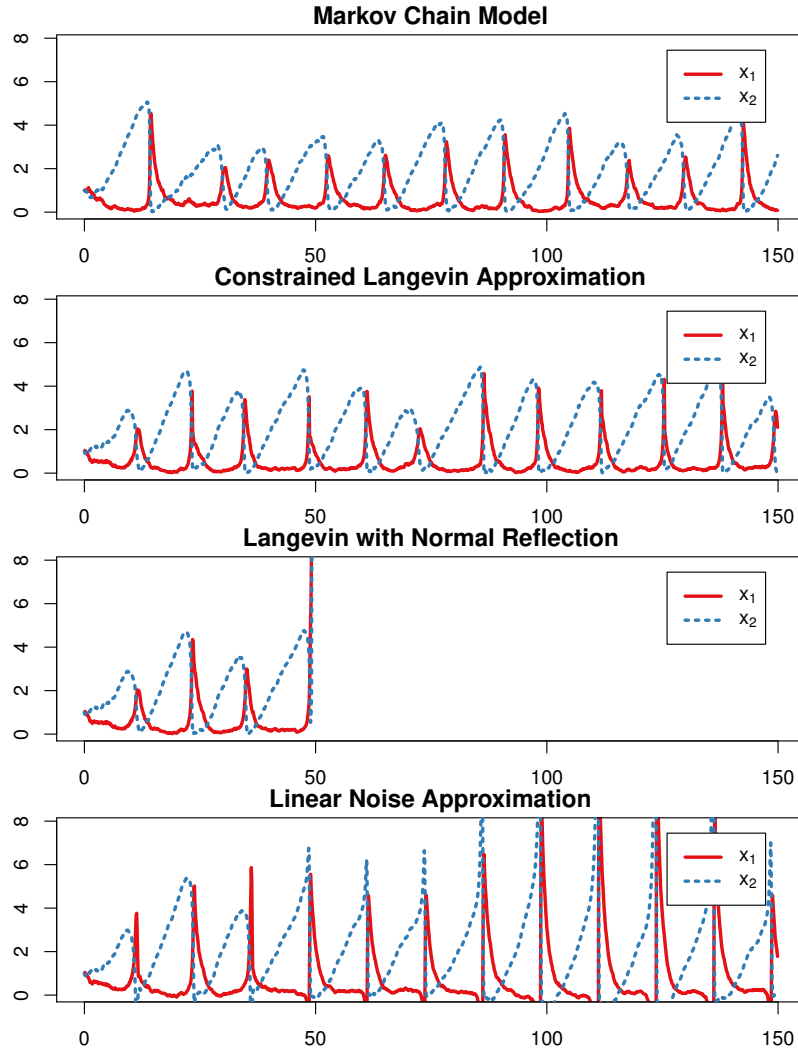 Markov Chain Model
8
6
4
2
0
x1
x2
0 50 100 150
Constrained Langevin Approximation
8
6
4
2
0
x1
x2
0 50 100 150
Langevin with Normal Reflection
8
6
4
2
0
x1
x2
0 50 100 150
Linear Noise Approximation
8
6
4
2
0
x1
x2
0 50 100 150